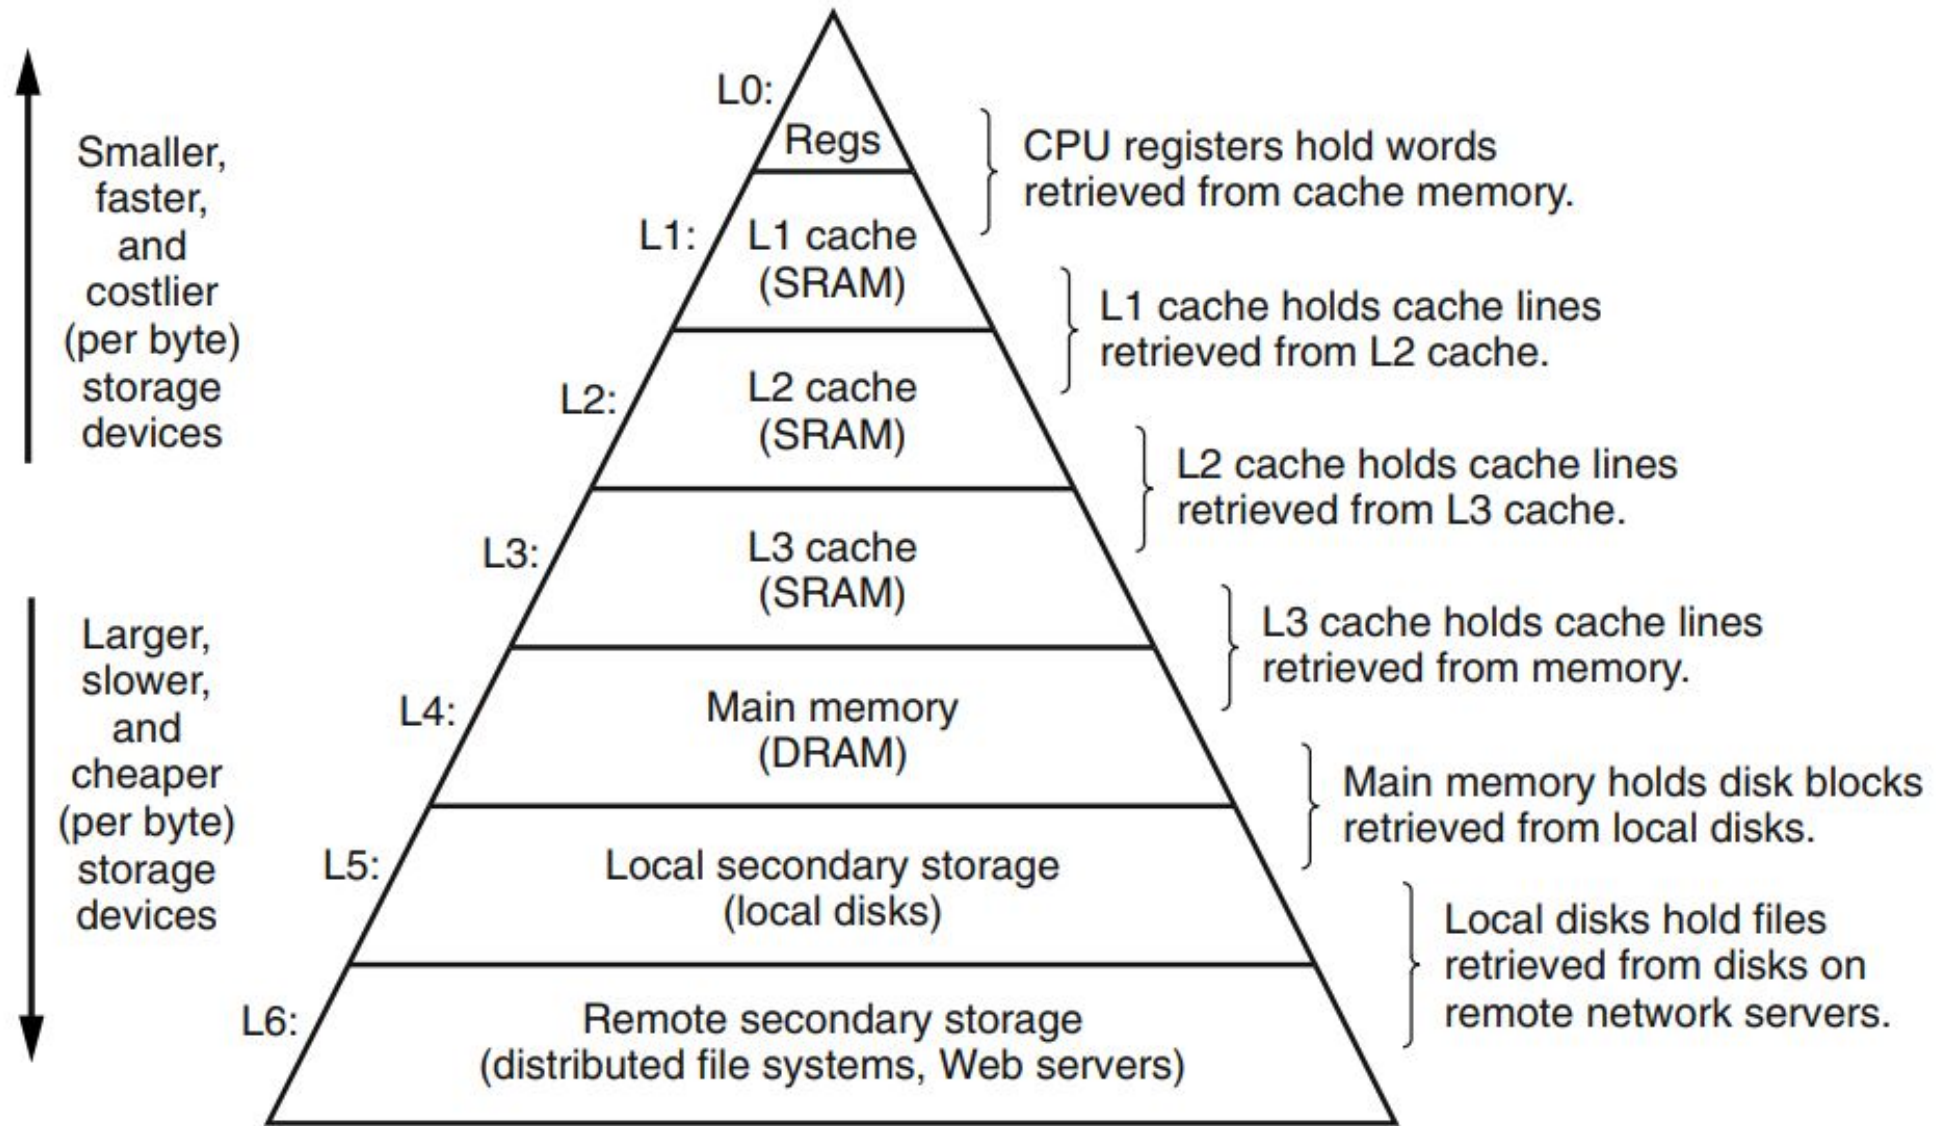 L0:
Regs
CPU registers hold words
retrieved from cache memory.
Smaller,
faster,
and
costlier
(per byte)
storage
devices
L1:
L1 cache
(SRAM)
L1 cache holds cache lines
retrieved from L2 cache.
L2:
L2 cache
(SRAM)
L2 cache holds cache lines
retrieved from L3 cache.
L3:
L3 cache
(SRAM)
L3 cache holds cache lines
retrieved from memory.
Larger,
slower,
and
cheaper
(per byte)
storage
devices
L4:
Main memory
(DRAM)
Main memory holds disk blocks
retrieved from local disks.
L5:
Local secondary storage
(local disks)
Local disks hold files
retrieved from disks on
remote network servers.
L6:
Remote secondary storage
(distributed file systems, Web servers)